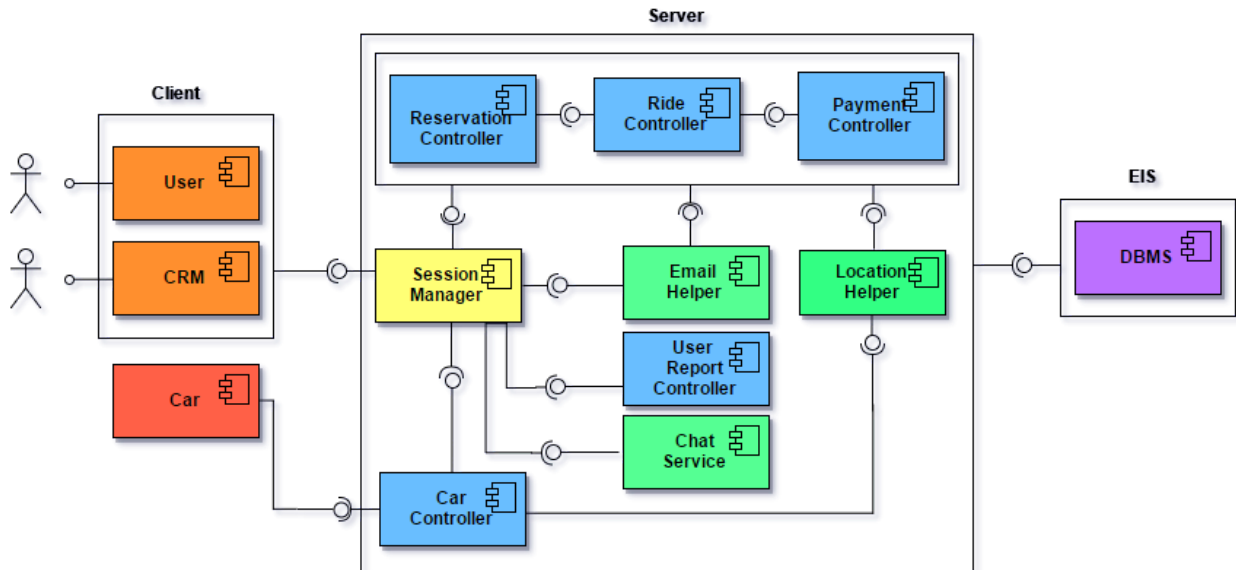 Server
Client
EIS
Reservation
Controller
Ride
Controller
Payment
Controller
User
CRM
Session
Manager
Email
Helper
Location
Helper
DBMS
User
Report
Controller
Car
Chat
Service
Car
Controller